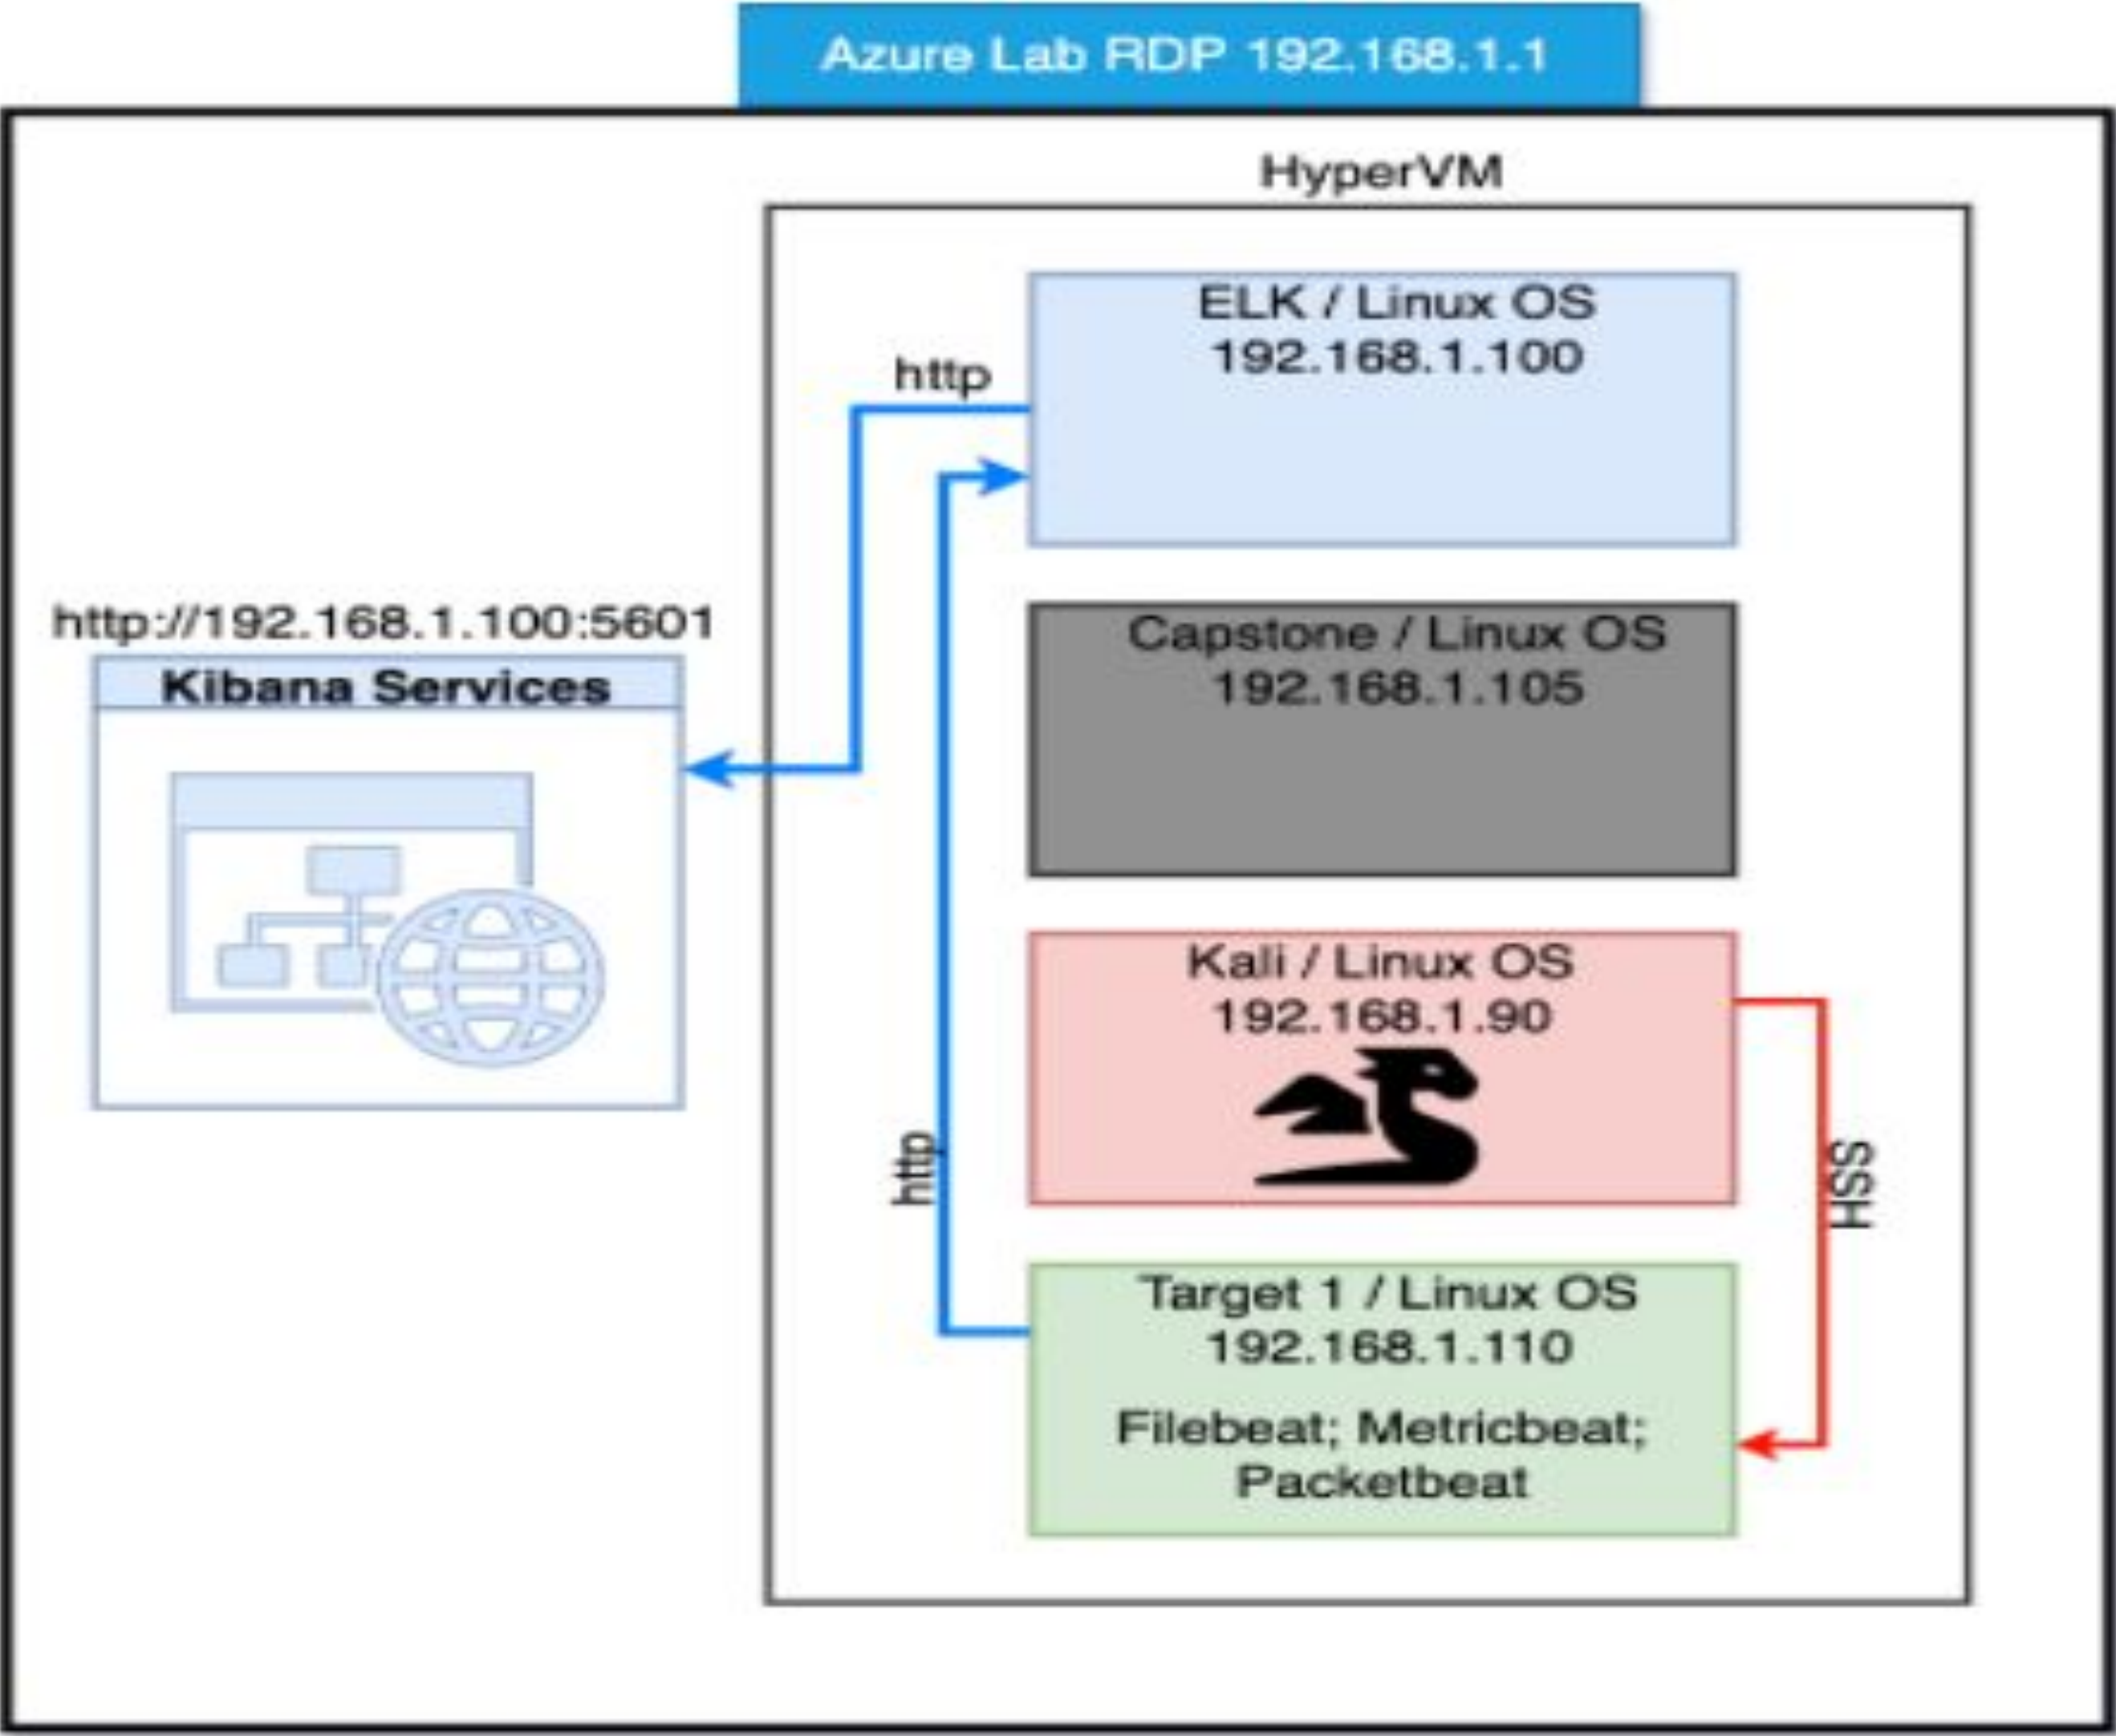 Azure Lab RDP 192.168.1.1
HyperVM
ELK / Linux OS
192.168.1.100
http
http://192.168.1.100:5601
Kibana Services
Capstone / Linux OS
192.168.1.105
Kali / Linux OS
192.168.1.90
http
SSH
Target 1 / Linux OS
192.168.1.110
Filebeat; Metricbeat;
Packetbeat